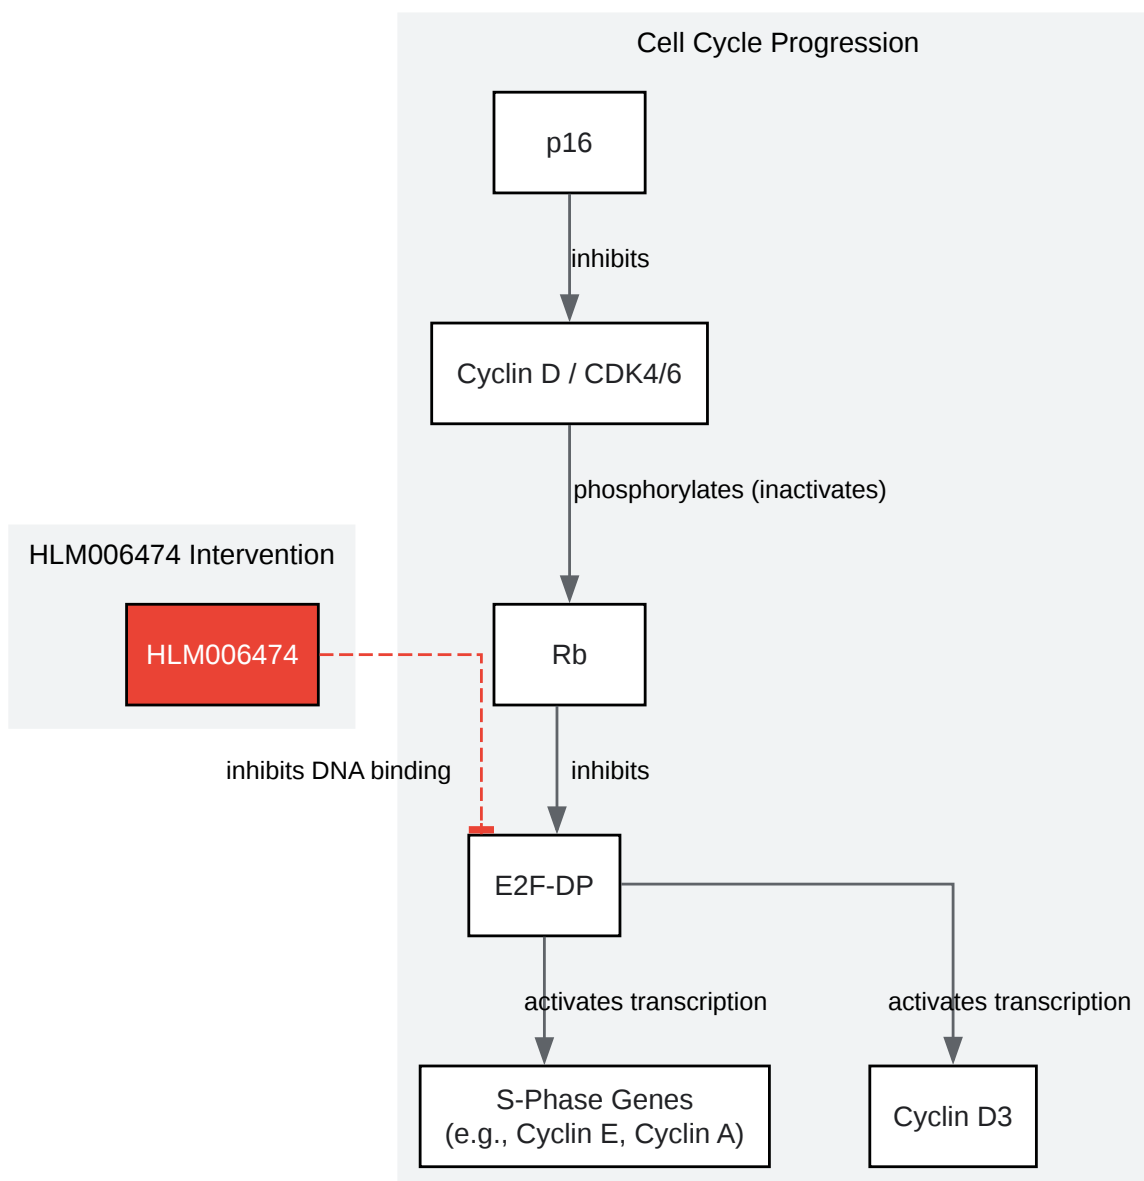 Cell Cycle Progression
p16
inhibits
Cyclin D / CDK4/6
phosphorylates (inactivates)
HLM006474 Intervention
HLM006474
Rb
inhibits DNA binding
inhibits
E2F-DP
activates transcription
activates transcription
S-Phase Genes
(e.g., Cyclin E, Cyclin A)
Cyclin D3